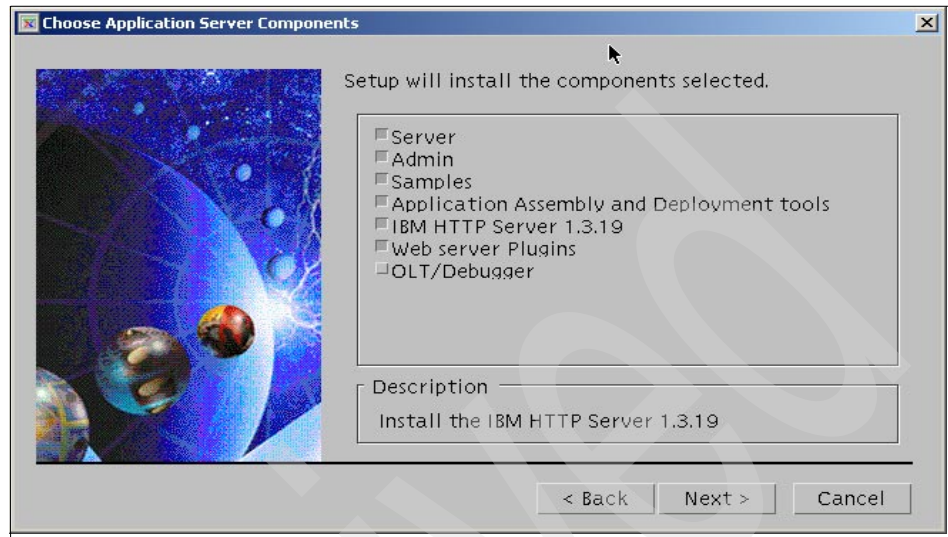 Choose Application Server Components
Setup will install the components selected.
Server
Admin
Samples
Application Assembly and Deployment tools
IBM HTTP Server 1.3.19
Web server Plugins
OLT/Debugger
Description
Install the IBM HTTP Server 1.3.19
< Back
Next >
Cancel